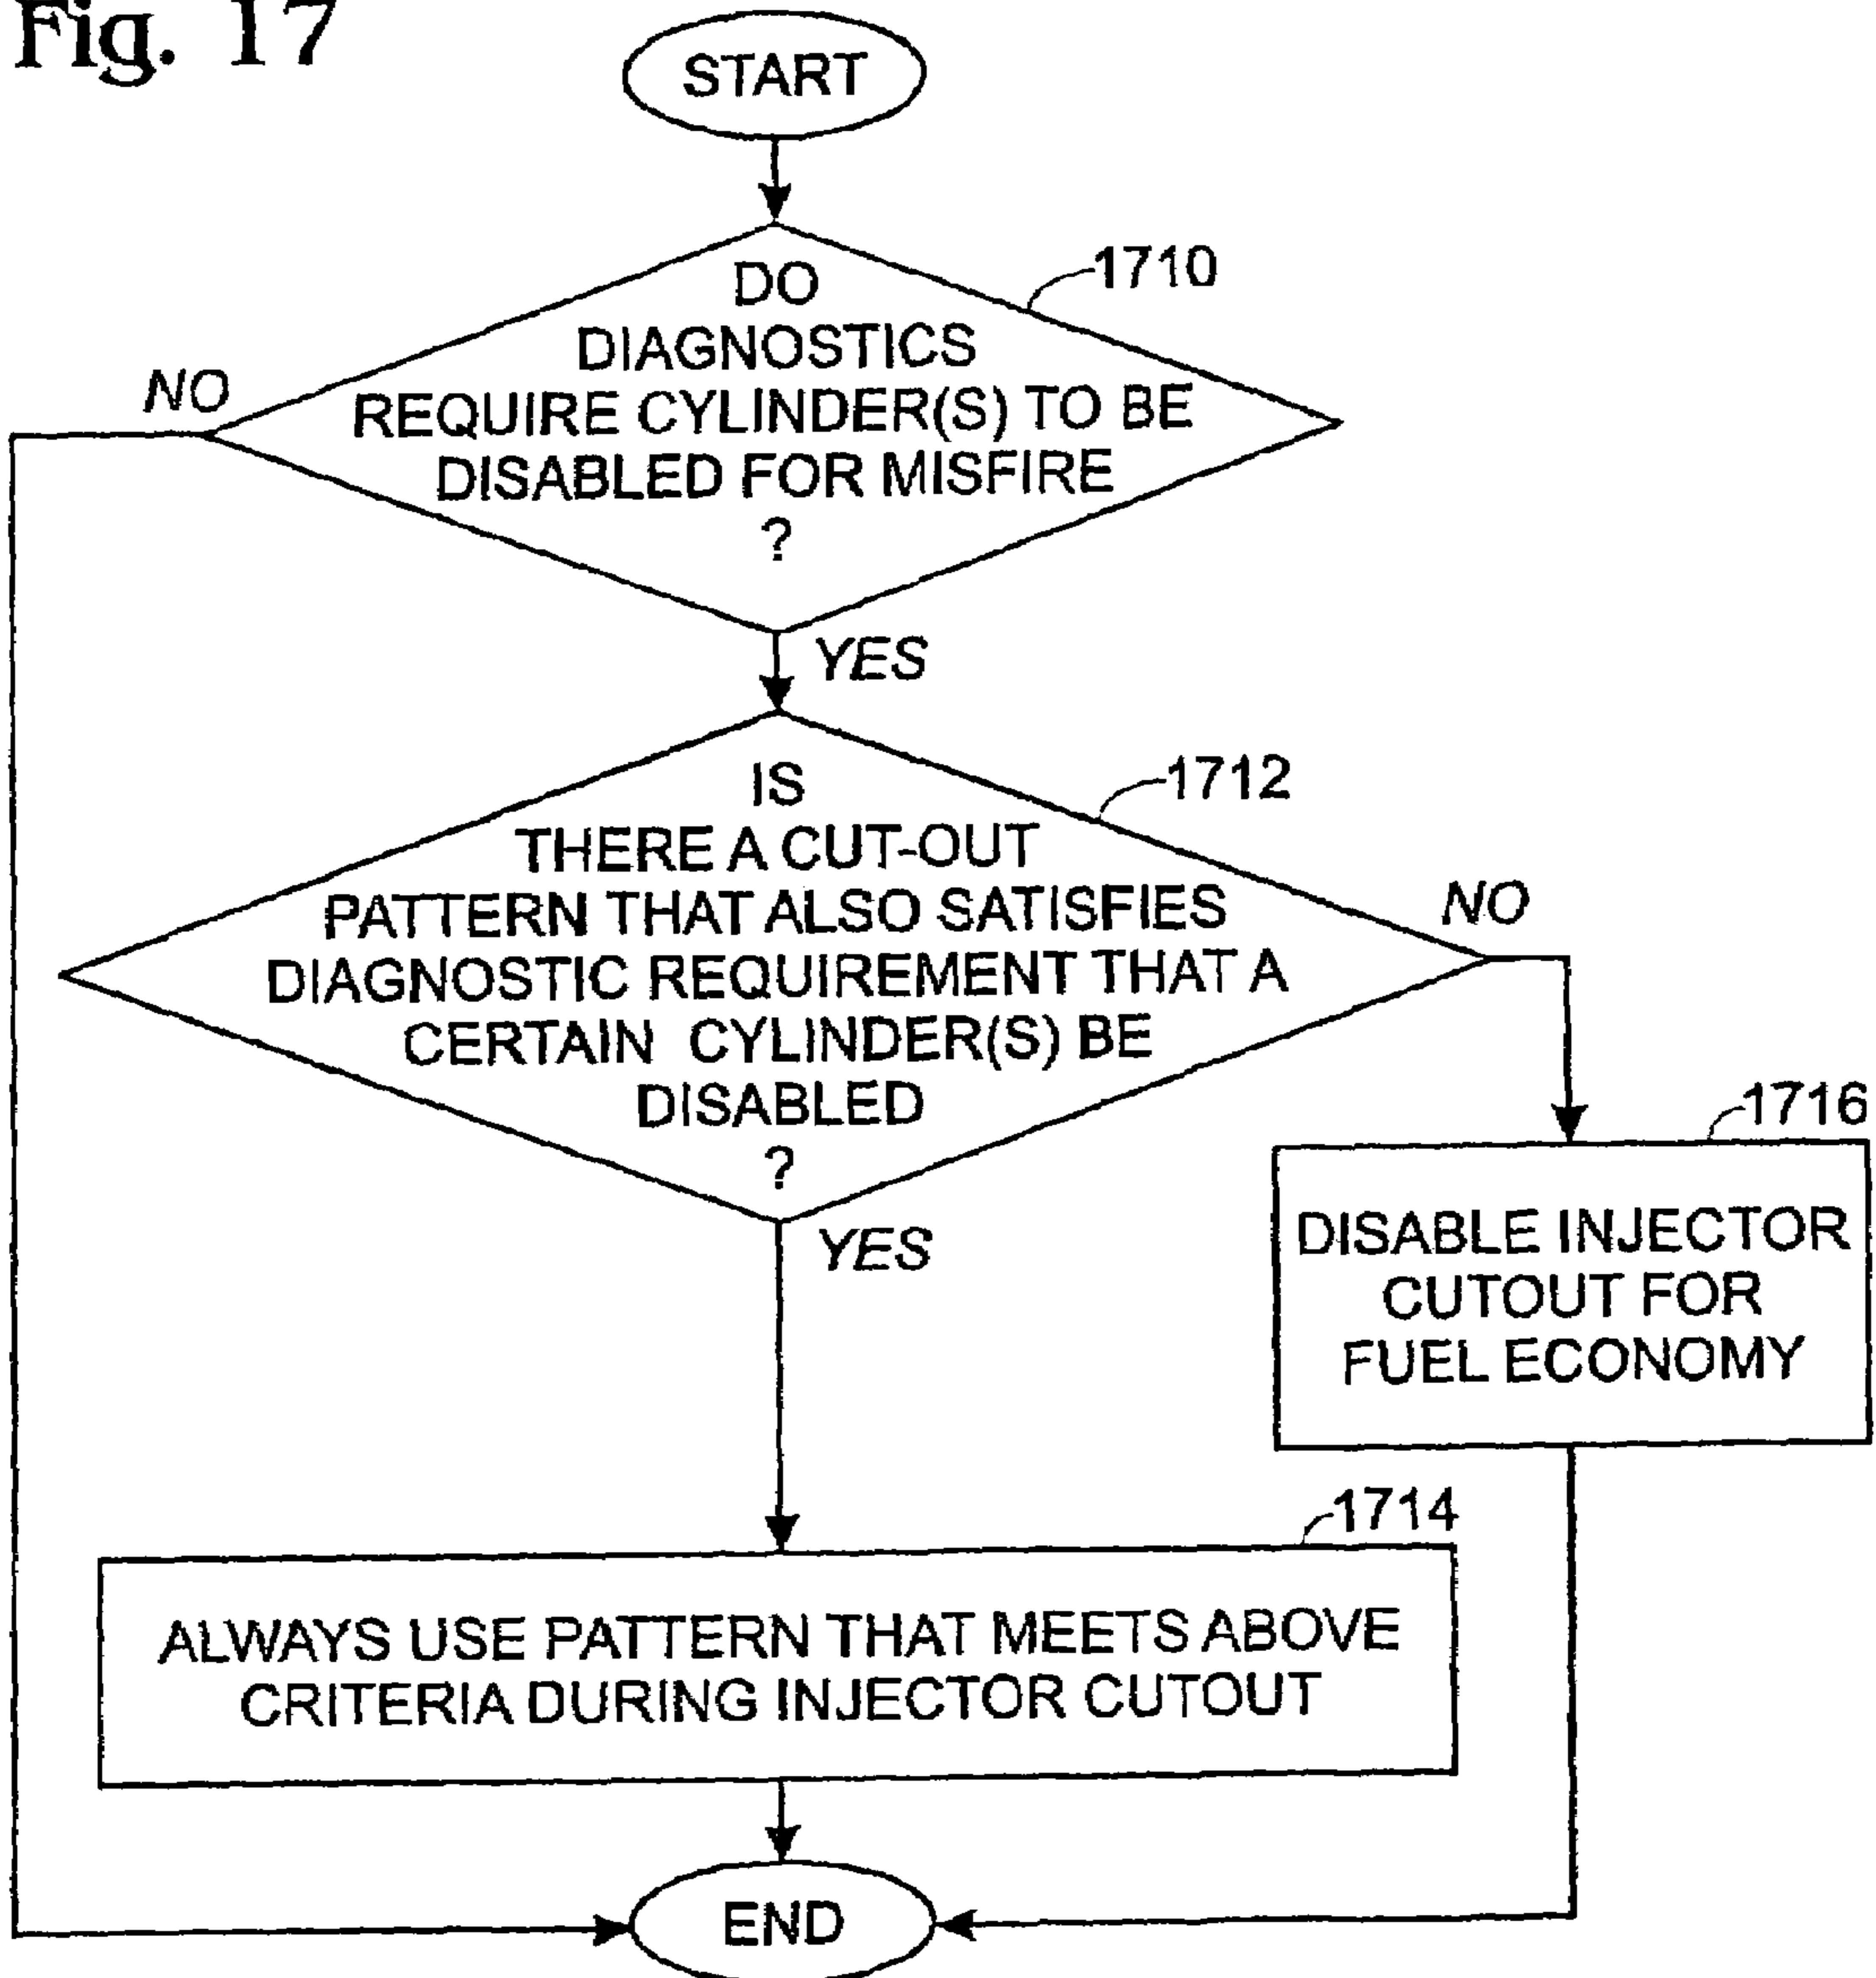 Fig. 17
START
1710
DO
DIAGNOSTICS
REQUIRE CYLINDER(S) TO BE
DISABLED FOR MISFIRE
?
NO
YES
1712
IS
THERE A CUT-OUT
PATTERN THAT ALSO SATISFIES
DIAGNOSTIC REQUIREMENT THAT A
CERTAIN CYLINDER(S) BE
DISABLED
?
NO
YES
1716
DISABLE INJECTOR
CUTOUT FOR
FUEL ECONOMY
1714
ALWAYS USE PATTERN THAT MEETS ABOVE
CRITERIA DURING INJECTOR CUTOUT
END